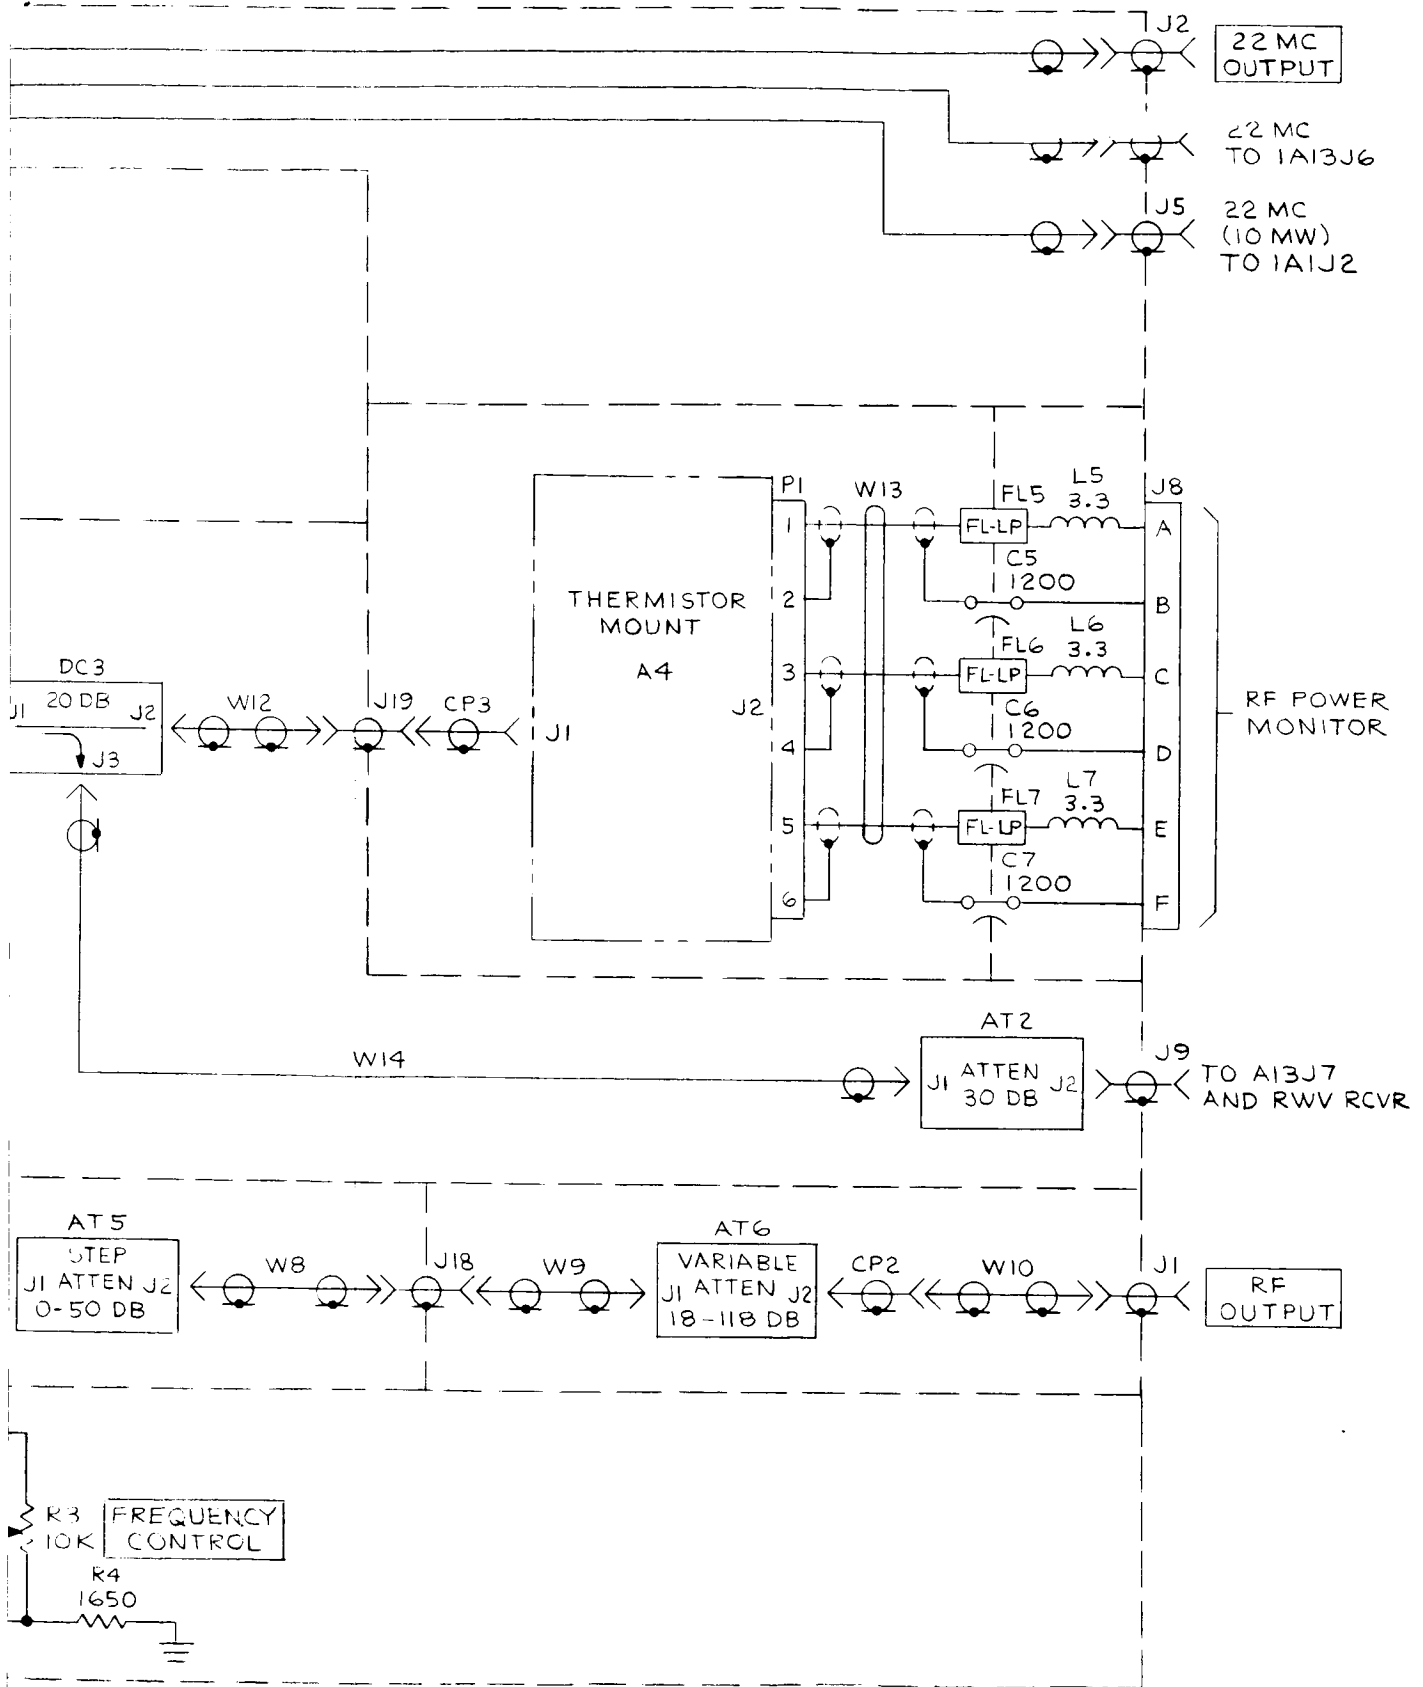 J2
22 MC
OUTPUT
22 MC
TO 1A13J6
J5
22 MC
(10 MW)
TO 1A1J2
P1
W13
FL5
L5
3.3
J8
1
FL-LP
A
C5
1200
2
B
THERMISTOR
MOUNT
A4
FL6
L6
3.3
3
FL-LP
C
J2
C6
1200
4
D
RF POWER
MONITOR
DC3
20 DB
J1
J2
J3
W12
J19
CP3
J1
FL7
L7
3.3
5
FL-LP
E
C7
1200
6
F
W14
AT2
J1 ATTEN J2
30 DB
J9
TO A13J7
AND RWV RCVR
AT5
STEP
J1 ATTEN J2
0-50 DB
W8
J18
W9
AT6
VARIABLE
J1 ATTEN J2
18-118 DB
CP2
W10
J1
RF
OUTPUT
R3
10K
FREQUENCY
CONTROL
R4
1650